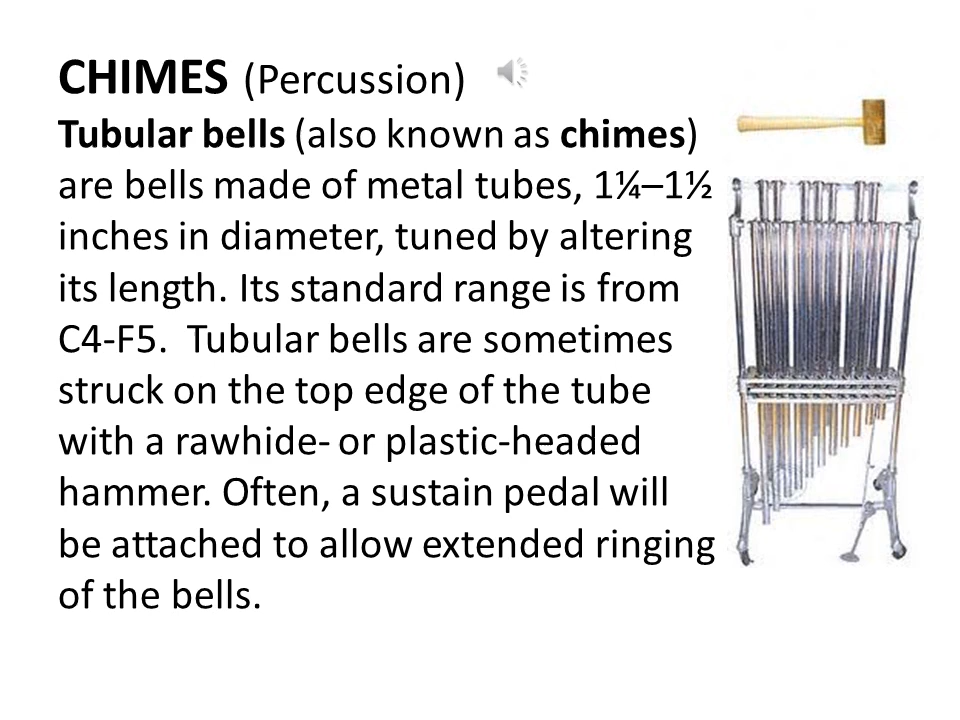 CHIMES (Percussion)
Tubular bells (also known as chimes)
are bells made of metal tubes, 1¼–1½
inches in diameter, tuned by altering
its length. Its standard range is from
C4-F5.  Tubular bells are sometimes
struck on the top edge of the tube
with a rawhide- or plastic-headed
hammer. Often, a sustain pedal will
be attached to allow extended ringing
of the bells.